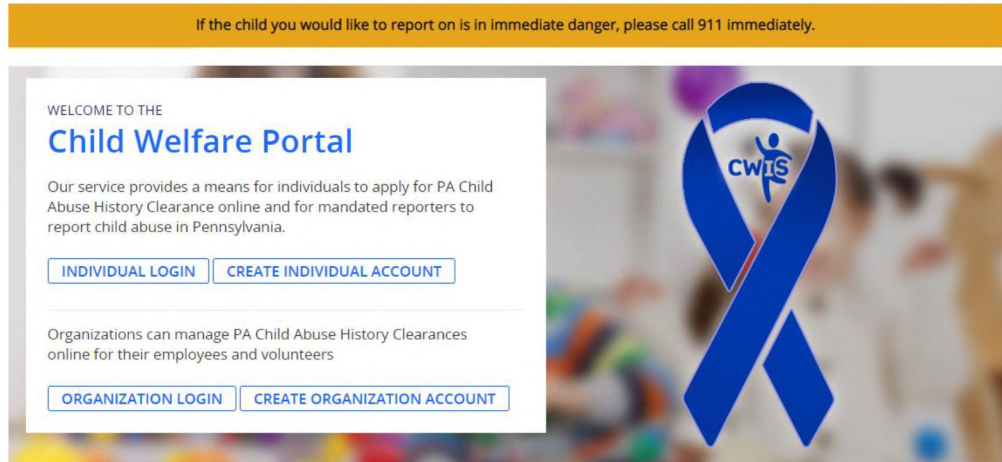 If the child you would like to report on is in immediate danger, please call 911 immediately.
WELCOME TO THE
Child Welfare Portal
Our service provides a means for individuals to apply for PA Child
Abuse History Clearance online and for mandated reporters to
report child abuse in Pennsylvania.
INDIVIDUAL LOGIN CREATE INDIVIDUAL ACCOUNT
Organizations can manage PA Child Abuse History Clearances
online for their employees and volunteers
ORGANIZATION LOGIN CREATE ORGANIZATION ACCOUNT
CWIS